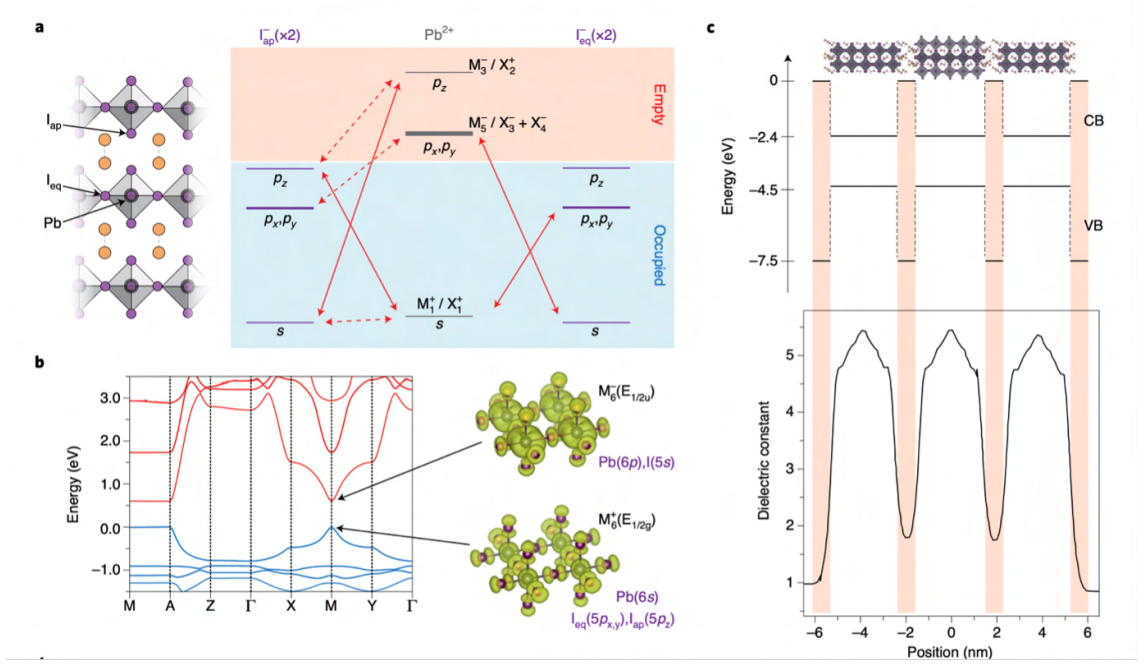 a
I⁻ap(×2)
Pb²⁺
I⁻eq(×2)
M₃⁻ / X₂⁺
pz
M₅⁻ / X₃⁻ + X₄⁻
px,py
Empty
Iap
Ieq
Pb
pz
px,py
pz
px,py
Occupied
M₁⁺ / X₁⁺
s
s
s
b
Energy (eV)
3.0
2.0
1.0
0.0
−1.0
M A Z Γ X M Y Γ
M₆⁻(E1/2u)
Pb(6p),I(5s)
M₆⁺(E1/2g)
Pb(6s)
Ieq(5px,y),Iap(5pz)
c
Energy (eV)
0
−2.4
−4.5
−7.5
CB
VB
Dielectric constant
5
4
3
2
1
−6 −4 −2 0 2 4 6
Position (nm)